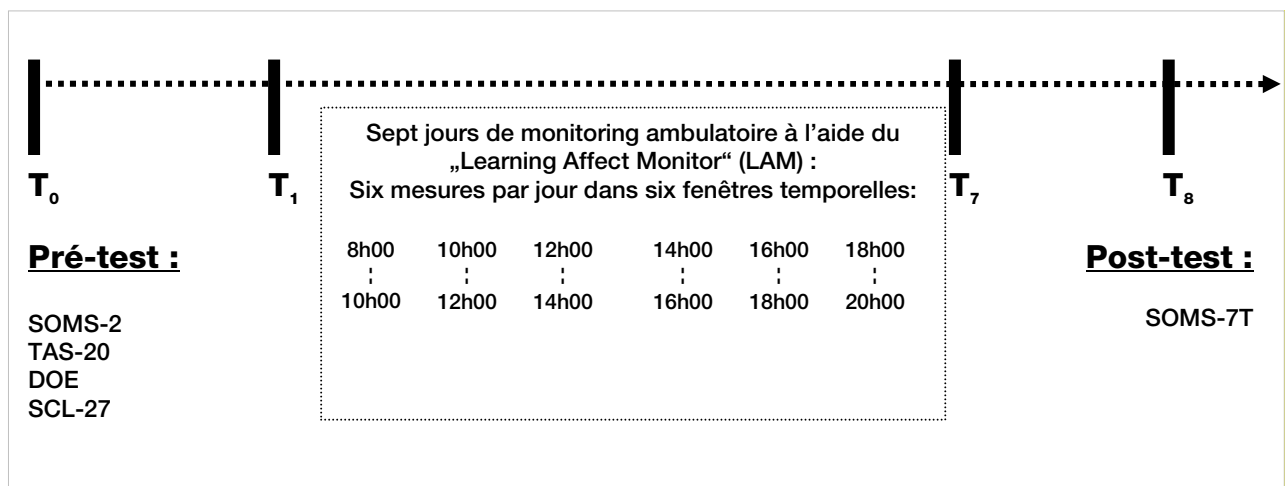 T0
T1
T7
T8
Pré-test :
SOMS-2
TAS-20
DOE
SCL-27
Sept jours de monitoring ambulatoire à l’aide du
„Learning Affect Monitor“ (LAM) :
Six mesures par jour dans six fenêtres temporelles:
8h00 10h00 12h00 14h00 16h00 18h00
10h00 12h00 14h00 16h00 18h00 20h00
Post-test :
SOMS-7T